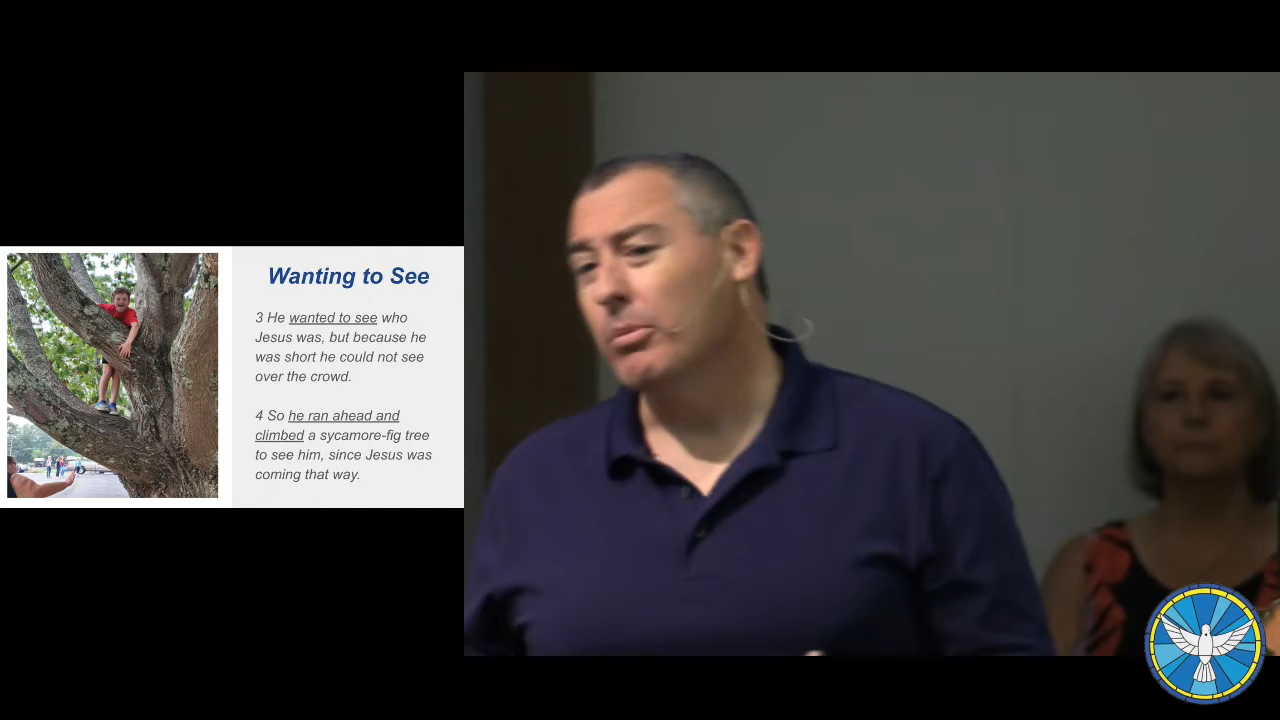 Wanting to See
3 He wanted to see who
Jesus was, but because he
was short he could not see
over the crowd.
4 So he ran ahead and
climbed a sycamore-fig tree
to see him, since Jesus was
coming that way.